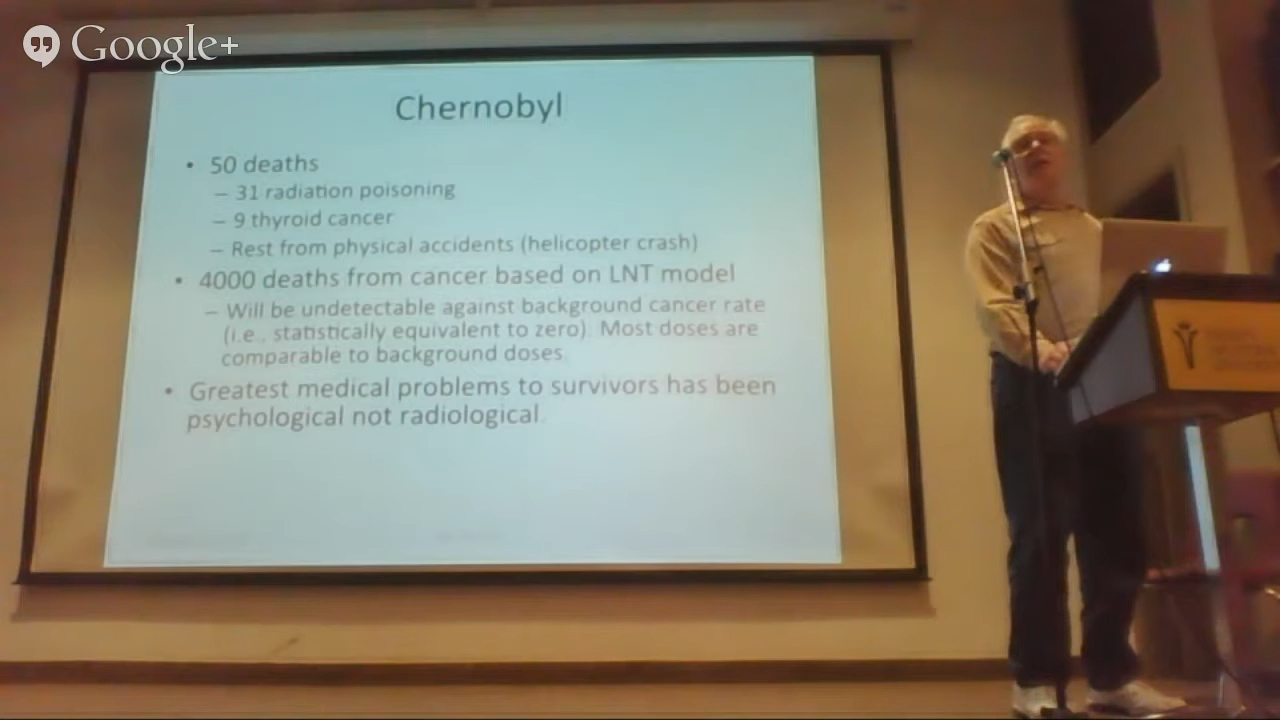 Google+
Chernobyl
• 50 deaths
– 31 radiation poisoning
– 9 thyroid cancer
– Rest from physical accidents (helicopter crash)
• 4000 deaths from cancer based on LNT model
– Will be undetectable against background cancer rate
(i.e., statistically equivalent to zero). Most doses are
comparable to background doses.
• Greatest medical problems to survivors has been
psychological not radiological.